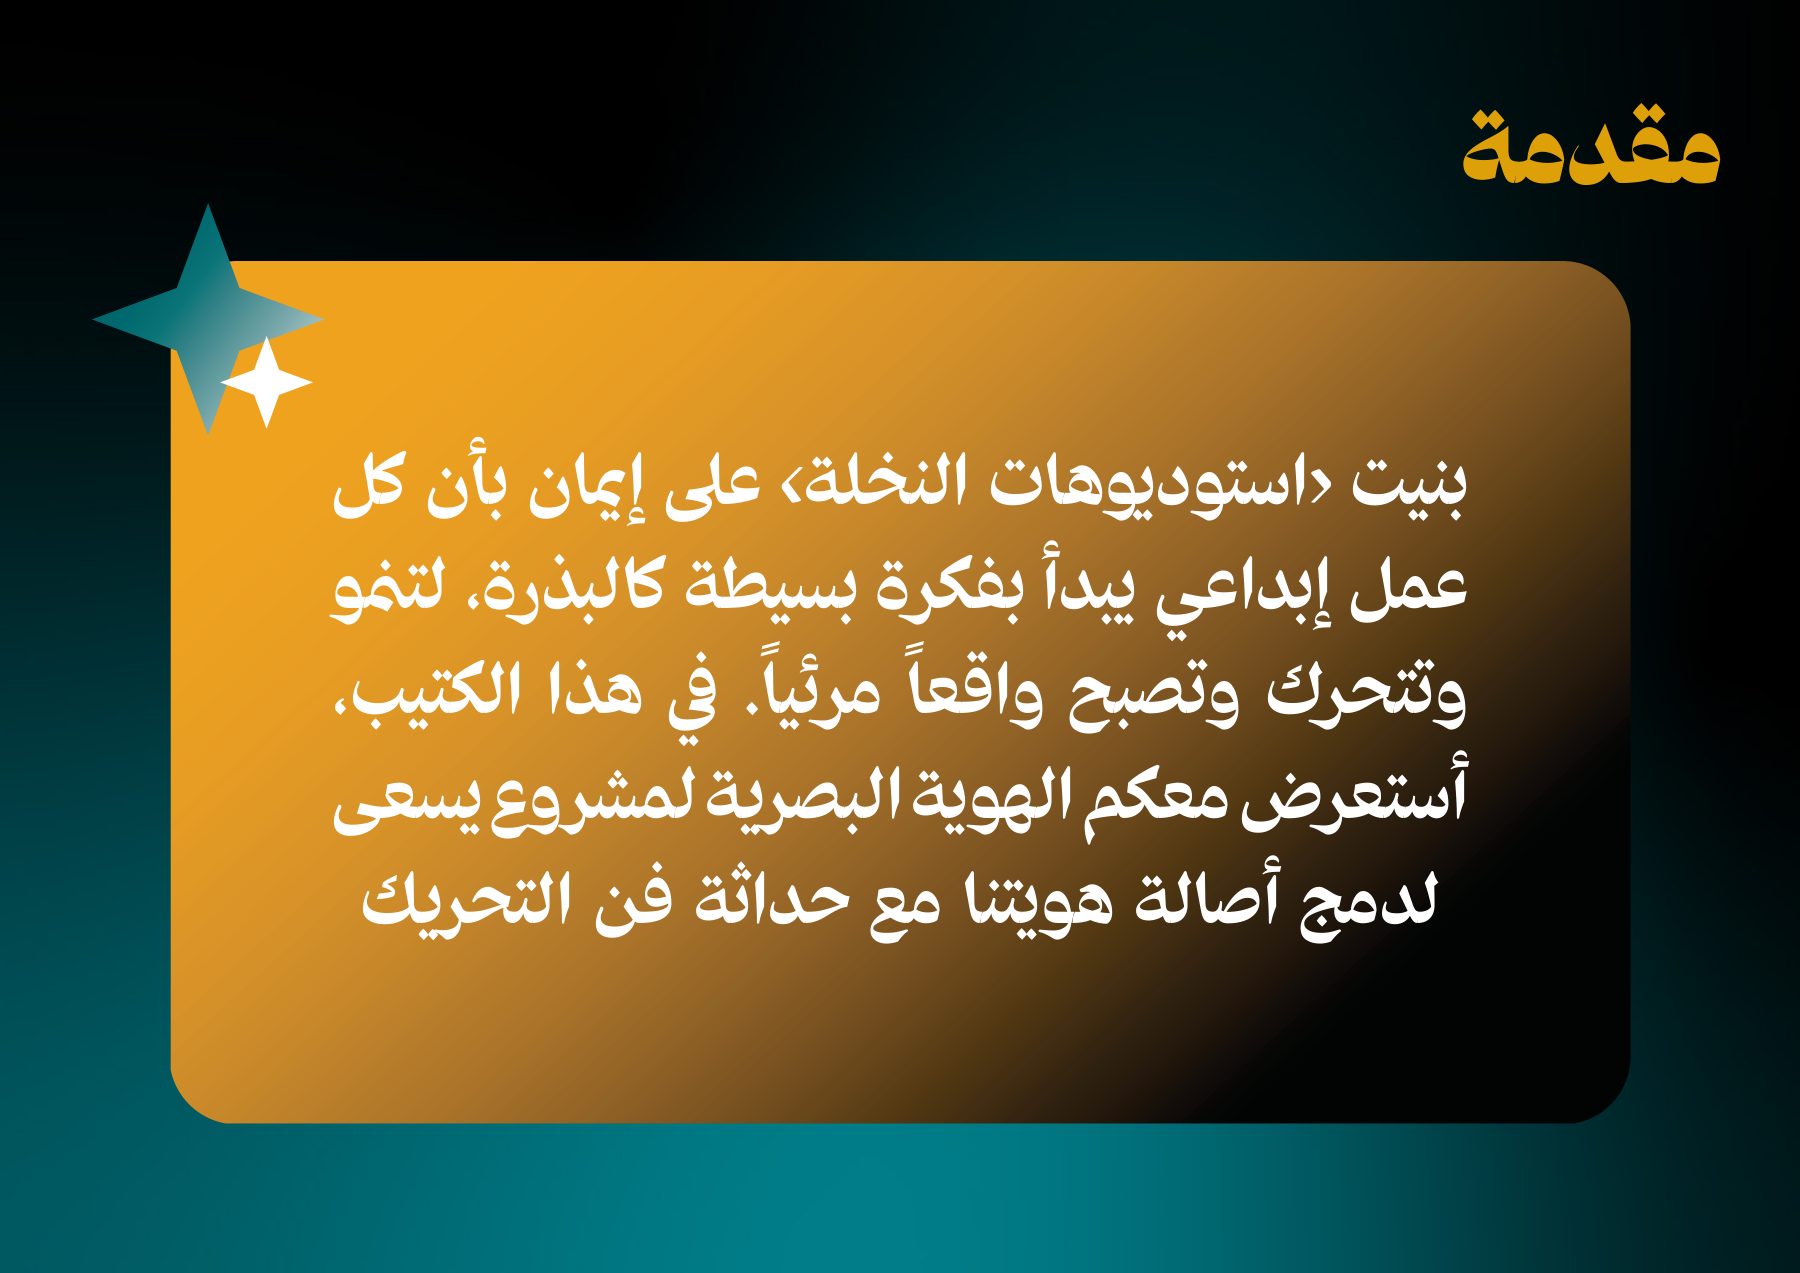 مقدمة
بنيت ‹استوديوهات النخلة› على إيمان بأن كل
عمل إبداعي يبدأ بفكرة بسيطة كالبذرة، لتنمو
وتتحرك وتصبح واقعاً مرئياً. في هذا الكتيب،
أستعرض معكم الهوية البصرية لمشروع يسعى
لدمج أصالة هويتنا مع حداثة فن التحريك